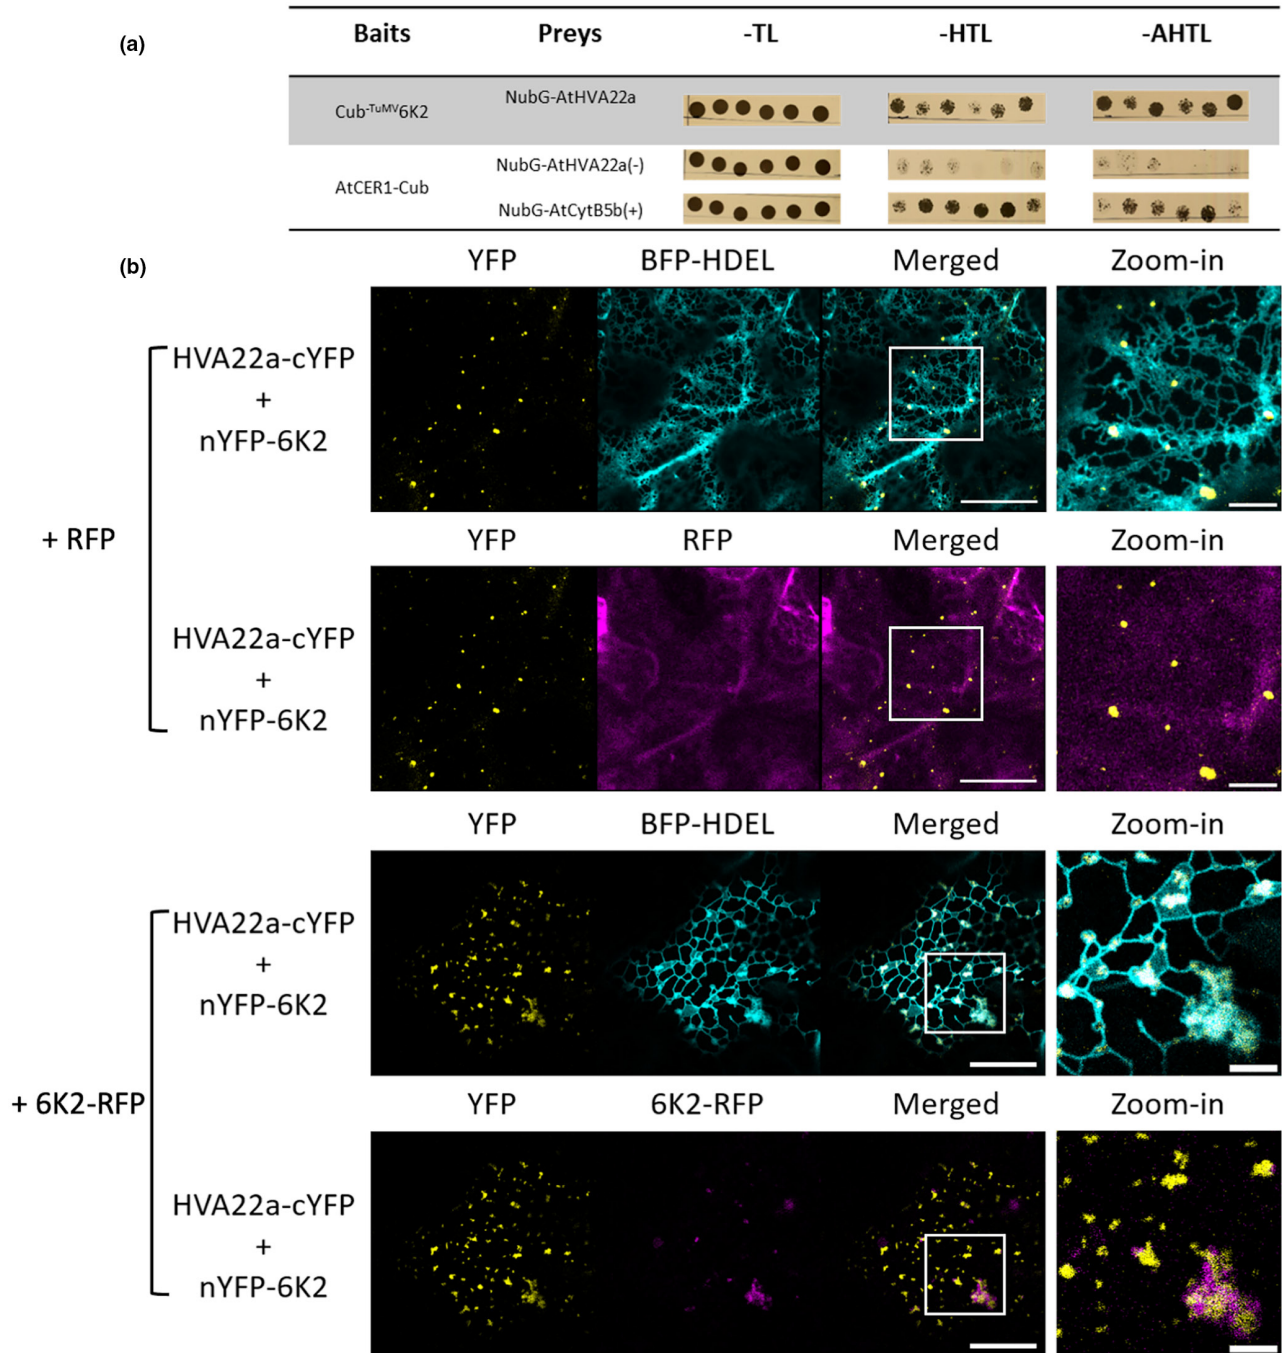 (a)
Baits Preys -TL -HTL -AHTL
Cub-TuMV6K2 NubG-AtHVA22a
AtCER1-Cub NubG-AtHVA22a(-)
NubG-AtCytB5b(+)
(b)
YFP BFP-HDEL Merged Zoom-in
HVA22a-cYFP
+
nYFP-6K2
+ RFP
YFP RFP Merged Zoom-in
HVA22a-cYFP
+
nYFP-6K2
YFP BFP-HDEL Merged Zoom-in
HVA22a-cYFP
+
nYFP-6K2
+ 6K2-RFP
YFP 6K2-RFP Merged Zoom-in
HVA22a-cYFP
+
nYFP-6K2